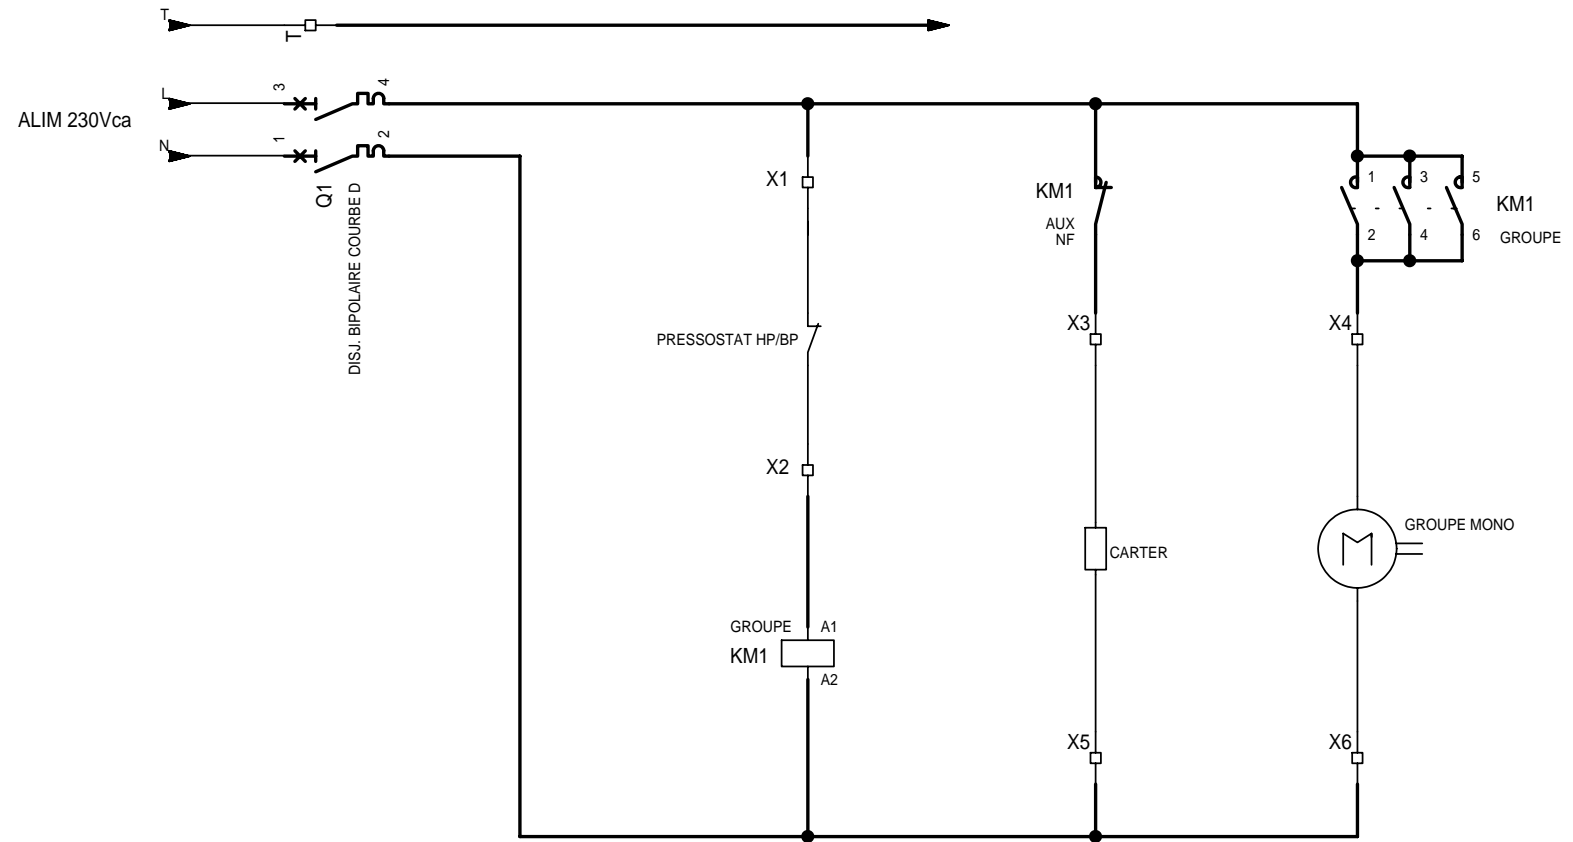 T
T
L
3
4
ALIM 230Vca
N
1
2
Q1
DISJ. BIPOLAIRE COURBE D
X1
PRESSOSTAT HP/BP
X2
GROUPE A1
KM1
A2
KM1
AUX
NF
X3
CARTER
X5
1 3 5
KM1
2 4 6 GROUPE
X4
GROUPE MONO
M
X6